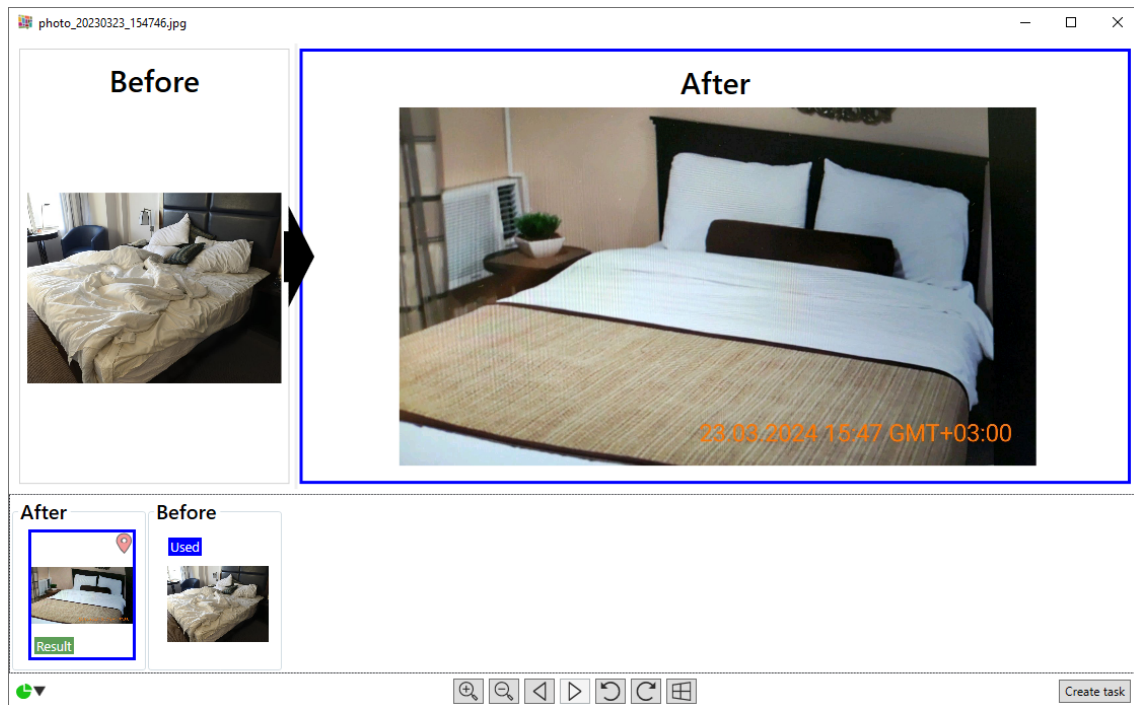 photo_20230323_154746.jpg
Before
After
23.03.2024 15:47 GMT+03:00
After
Before
Used
Result
Create task